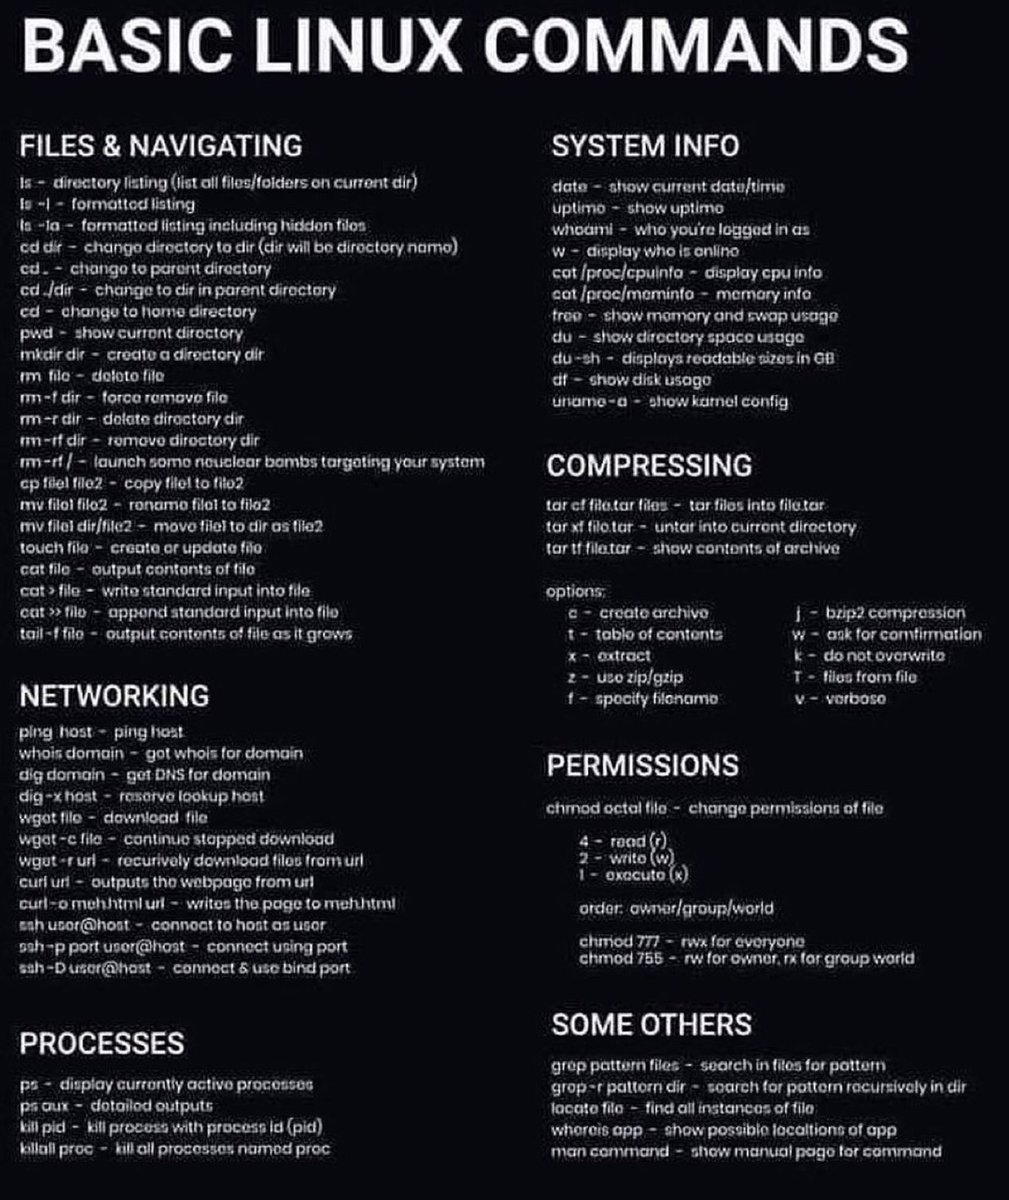 BASIC LINUX COMMANDS
FILES & NAVIGATING
ls - directory listing (list all files/folders on current dir)
ls -l - formatted listing
ls -la - formatted listing including hidden files
cd dir - change directory to dir (dir will be directory name)
cd .. - change to parent directory
cd ../dir - change to dir in parent directory
cd - change to home directory
pwd - show current directory
mkdir dir - create a directory dir
rm file - delete file
rm -f dir - force remove file
rm -r dir - delete directory dir
rm -rf dir - remove directory dir
rm -rf / - launch some nouclear bombs targeting your system
cp file1 file2 - copy file1 to file2
mv file1 file2 - rename file1 to file2
mv file1 dir/file2 - move file1 to dir as file2
touch file - create or update file
cat file - output contents of file
cat > file - write standard input into file
cat >> file - append standard input into file
tail -f file - output contents of file as it grows
NETWORKING
ping host - ping host
whois domain - get whois for domain
dig domain - get DNS for domain
dig -x host - reserve lookup host
wget file - download file
wget -c file - continue stopped download
wget -r url - recurively download files from url
curl url - outputs the webpage from url
curl -o meh.html url - writes the page to meh.html
ssh user@host - connect to host as user
ssh -p port user@host - connect using port
ssh -D user@host - connect & use bind port
PROCESSES
ps - display currently active processes
ps aux - detailed outputs
kill pid - kill process with process id (pid)
killall proc - kill all processes named proc
SYSTEM INFO
date - show current date/time
uptime - show uptime
whoami - who you're logged in as
w - display who is online
cat /proc/cpuinfo - display cpu info
cat /proc/meminfo - memory info
free - show memory and swap usage
du - show directory space usage
du -sh - displays readable sizes in GB
df - show disk usage
uname -a - show kernel config
COMPRESSING
tar cf file.tar files - tar files into file.tar
tar xf file.tar - untar into current directory
tar tf file.tar - show contents of archive
options:
c - create archive
t - table of contents
x - extract
z - use zip/gzip
f - specify filename
j - bzip2 compression
w - ask for comfirmation
k - do not overwrite
T - files from file
v - verbose
PERMISSIONS
chmod octal file - change permissions of file
4 - read (r)
2 - write (w)
1 - execute (x)
order: owner/group/world
chmod 777 - rwx for everyone
chmod 755 - rw for owner, rx for group world
SOME OTHERS
grep pattern files - search in files for pattern
grep -r pattern dir - search for pattern recursively in dir
locate file - find all instances of file
whereis app - show possible localtions of app
man command - show manual page for command